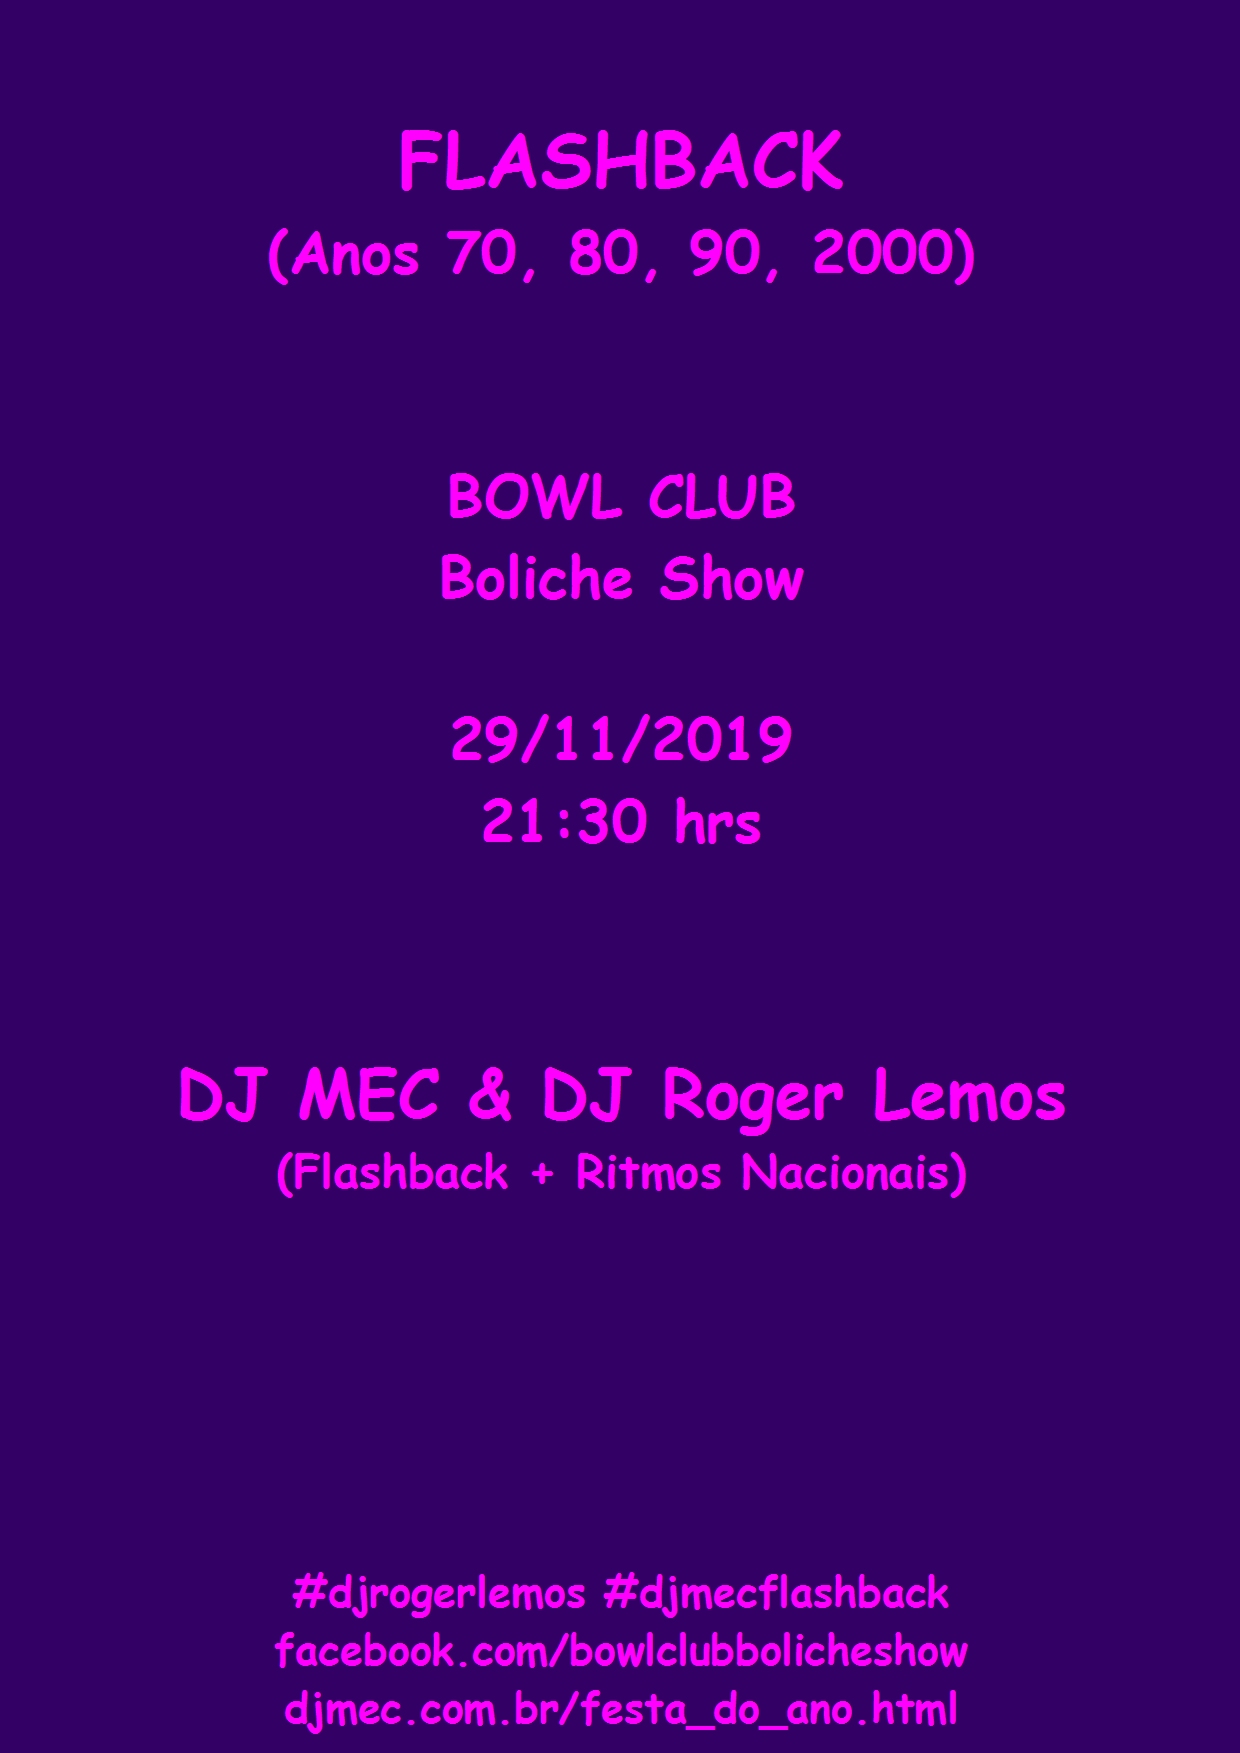 FLASHBACK
(Anos 70, 80, 90, 2000)
BOWL CLUB
Boliche Show
29/11/2019
21:30 hrs
DJ MEC & DJ Roger Lemos
(Flashback + Ritmos Nacionais)
#djrogerlemos #djmecflashback
facebook.com/bowlclubbolicheshow
djmec.com.br/festa_do_ano.html